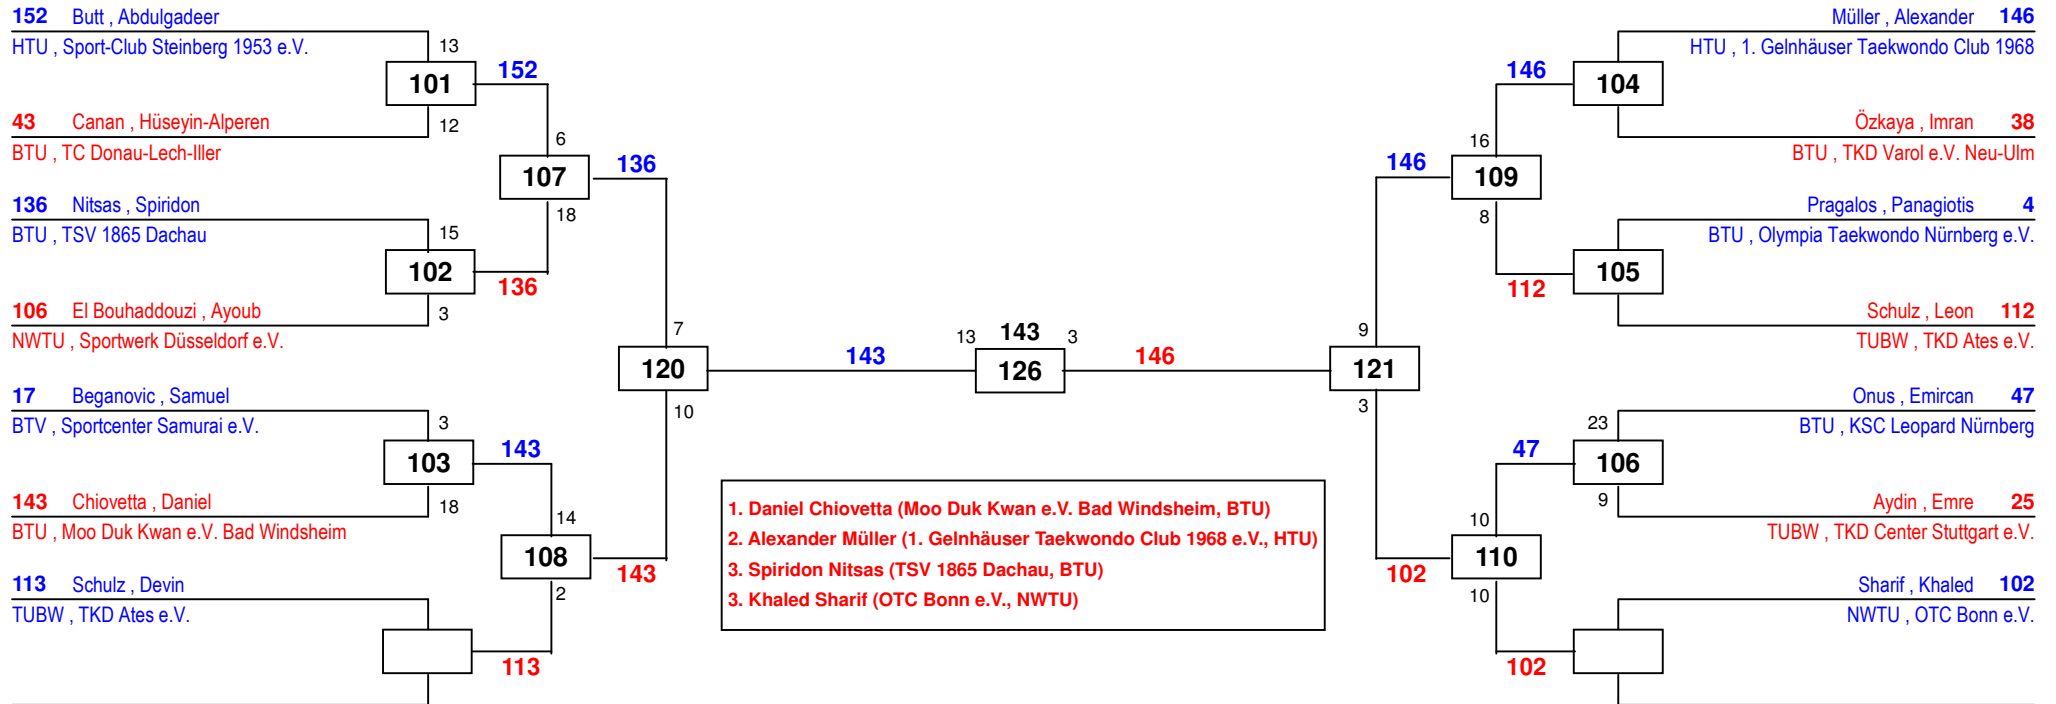 152 Butt , Abdulgadeer
HTU , Sport-Club Steinberg 1953 e.V.
13
101
152
12
43 Canan , Hüseyin-Alperen
BTU , TC Donau-Lech-Iller
6
107
136
18
136 Nitsas , Spiridon
BTU , TSV 1865 Dachau
15
102
136
3
106 El Bouhaddouzi , Ayoub
NWTU , Sportwerk Düsseldorf e.V.
7
120
143
10
17 Beganovic , Samuel
BTV , Sportcenter Samurai e.V.
3
103
143
18
143 Chiovetta , Daniel
BTU , Moo Duk Kwan e.V. Bad Windsheim
14
108
143
2
113 Schulz , Devin
TUBW , TKD Ates e.V.
113
13 143 3
126
146
1. Daniel Chiovetta (Moo Duk Kwan e.V. Bad Windsheim, BTU)
2. Alexander Müller (1. Gelnhäuser Taekwondo Club 1968 e.V., HTU)
3. Spiridon Nitsas (TSV 1865 Dachau, BTU)
3. Khaled Sharif (OTC Bonn e.V., NWTU)
Müller , Alexander 146
HTU , 1. Gelnhäuser Taekwondo Club 1968
146
104
Özkaya , Imran 38
BTU , TKD Varol e.V. Neu-Ulm
16
146
109
8
Pragalos , Panagiotis 4
BTU , Olympia Taekwondo Nürnberg e.V.
105
112
Schulz , Leon 112
TUBW , TKD Ates e.V.
9
121
3
Onus , Emircan 47
BTU , KSC Leopard Nürnberg
23
47
106
9
Aydin , Emre 25
TUBW , TKD Center Stuttgart e.V.
10
110
102
10
Sharif , Khaled 102
NWTU , OTC Bonn e.V.
102